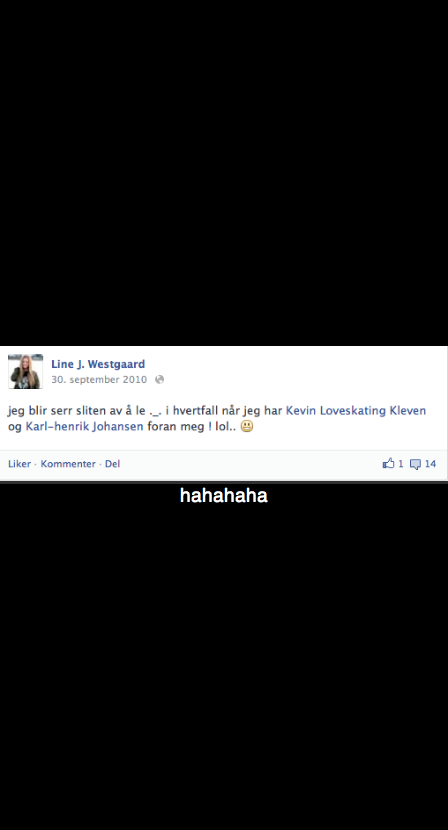 Line J. Westgaard
30. september 2010
jeg blir serr sliten av å le ._. i hvertfall når jeg har Kevin Loveskating Kleven
og Karl-henrik Johansen foran meg ! lol.. 😃
Liker · Kommenter · Del 1 14
hahahaha